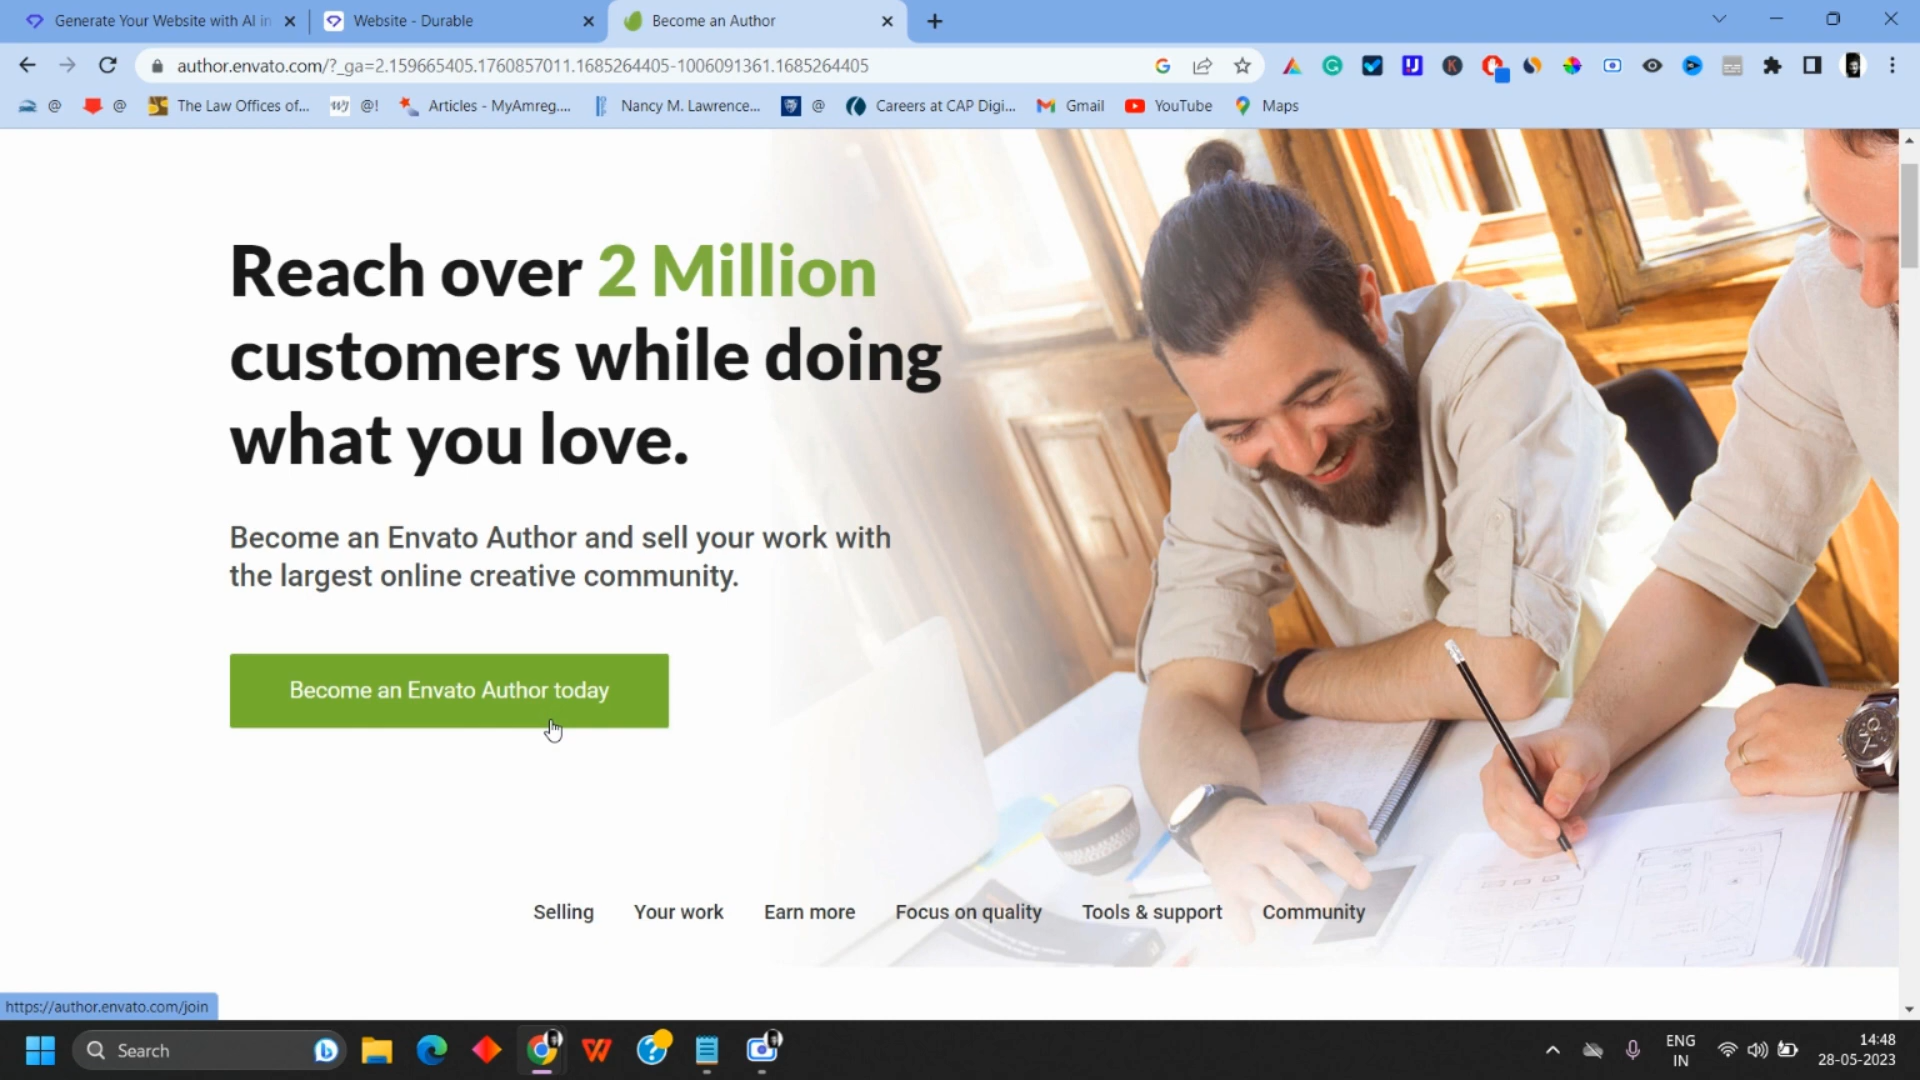 Generate Your Website with AI in
Website - Durable
Become an Author
author.envato.com/?_ga=2.159665405.1760857011.1685264405-1006091361.1685264405
@
@
The Law Offices of...
@!
Articles - MyAmreg....
Nancy M. Lawrence...
@
Careers at CAP Digi...
Gmail
YouTube
Maps
Reach over 2 Million
customers while doing
what you love.
Become an Envato Author and sell your work with
the largest online creative community.
Become an Envato Author today
Selling
Your work
Earn more
Focus on quality
Tools & support
Community
https://author.envato.com/join
Search
ENG
IN
14:48
28-05-2023